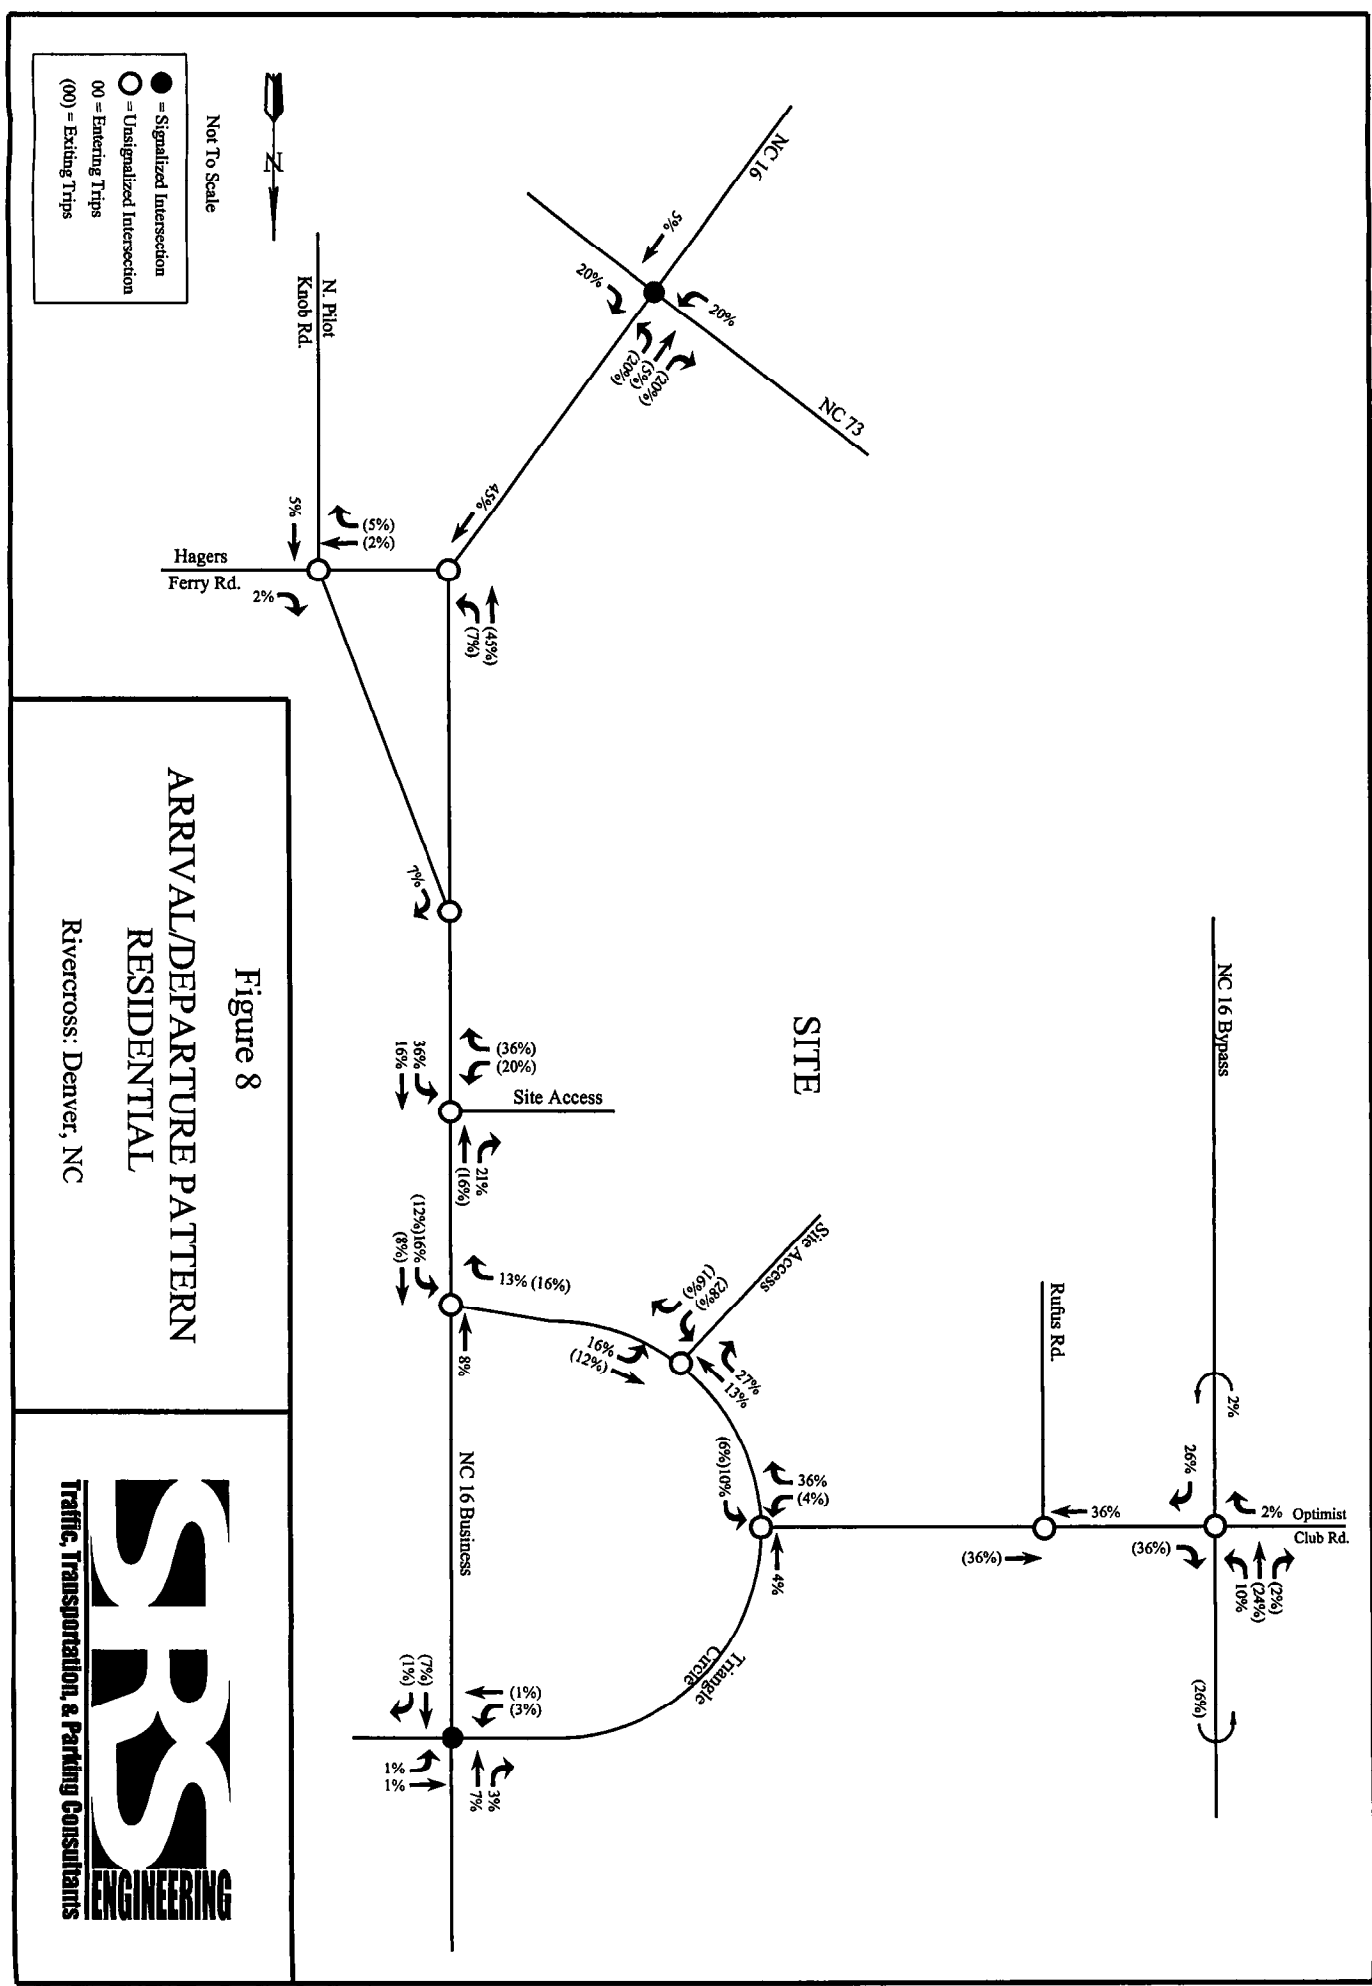 NC 16 Bypass
2%
26%
2%
Optimist
Club Rd.
(36%)
(2%)
(24%)
10%
(26%)
Rufus Rd.
36%
(36%)
SITE
Site Access
(28%)
(16%)
27%
13%
16%
(12%)
36%
(4%)
(6%)10%
4%
Triangle
Circle
NC 16
5%
20%
20%
(20%)
(5%)
(20%)
NC 73
45%
(45%)
(7%)
N. Pilot
Knob Rd.
(5%)
(2%)
5%
Hagers
Ferry Rd.
2%
7%
(36%)
(20%)
36%
16%
Site Access
21%
(16%)
(12%)16%
(8%)
13% (16%)
8%
NC 16 Business
(7%)
(1%)
(1%)
(3%)
1%
1%
3%
7%
N
Not To Scale
= Signalized Intersection
= Unsignalized Intersection
00 = Entering Trips
(00) = Exiting Trips
Figure 8
ARRIVAL/DEPARTURE PATTERN
RESIDENTIAL
Rivercross: Denver, NC
SRS
ENGINEERING
Traffic, Transportation, & Parking Consultants